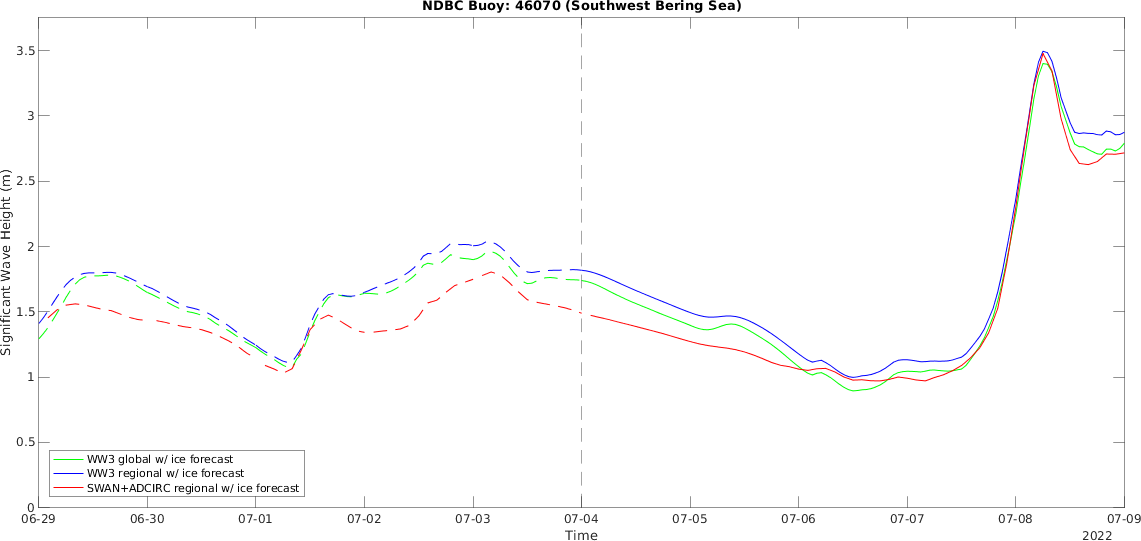 NDBC Buoy: 46070 (Southwest Bering Sea)
Significant Wave Height (m)
3.5
3
2.5
2
1.5
1
0.5
0
WW3 global w/ ice forecast
WW3 regional w/ ice forecast
SWAN+ADCIRC regional w/ ice forecast
06-29 06-30 07-01 07-02 07-03 07-04 07-05 07-06 07-07 07-08 07-09
Time
2022